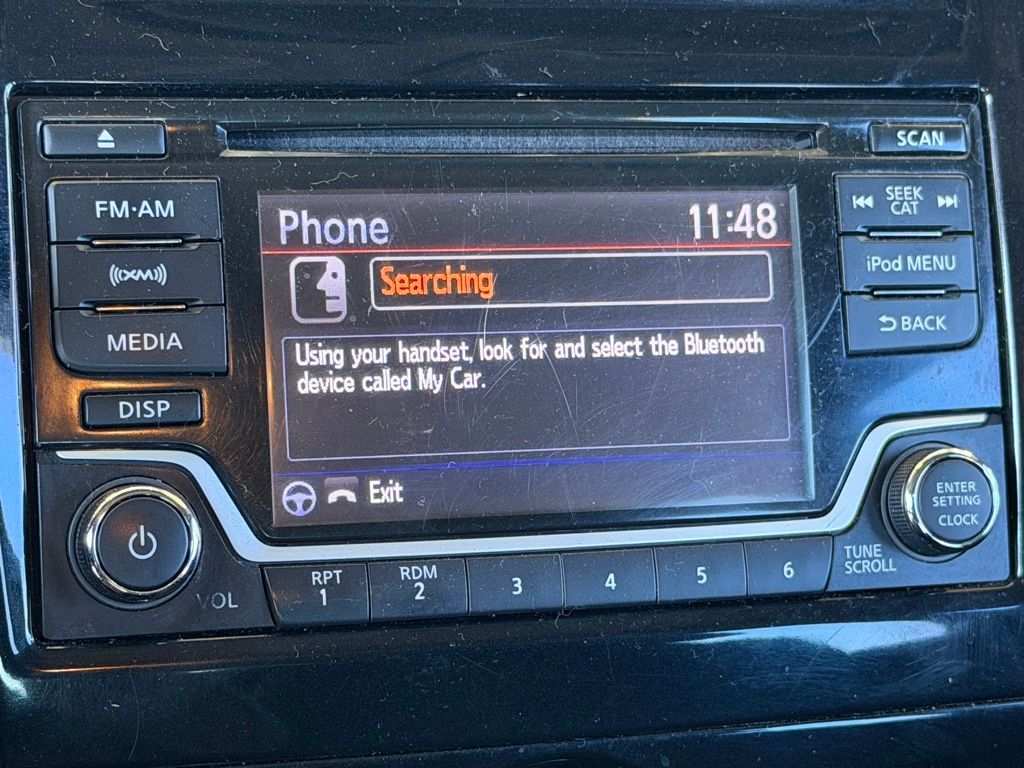 SCAN
FM·AM
SEEK
CAT
Phone
11:48
((XM))
iPod MENU
Searching
MEDIA
BACK
Using your handset, look for and select the Bluetooth
device called My Car.
DISP
Exit
ENTER
SETTING
CLOCK
VOL
RPT
1
RDM
2
3
4
5
6
TUNE
SCROLL